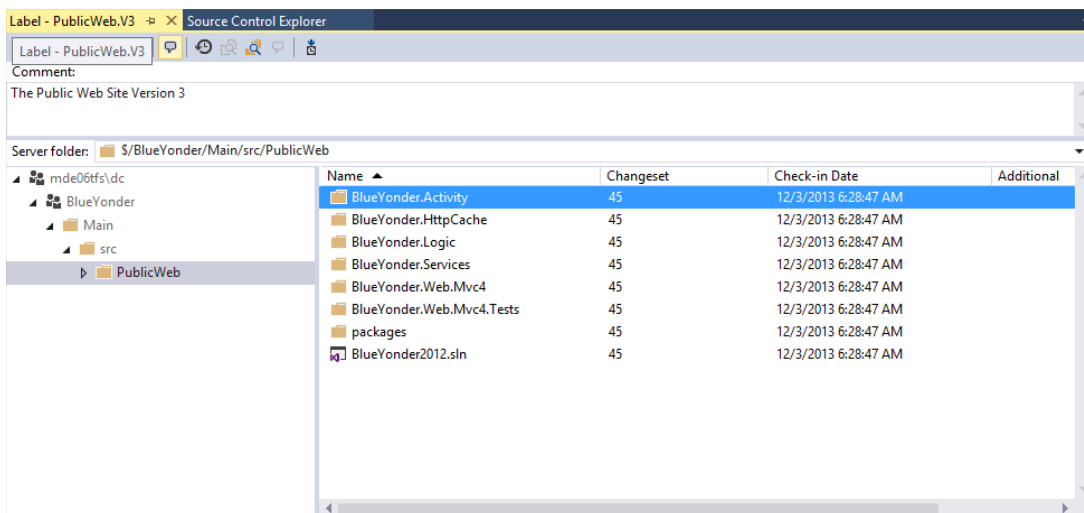 Label - PublicWeb.V3 Source Control Explorer
Label - PublicWeb.V3
Comment:
The Public Web Site Version 3
Server folder: $/BlueYonder/Main/src/PublicWeb
mde06tfs\dc
BlueYonder
Main
src
PublicWeb
Name Changeset Check-in Date Additional
BlueYonder.Activity 45 12/3/2013 6:28:47 AM
BlueYonder.HttpCache 45 12/3/2013 6:28:47 AM
BlueYonder.Logic 45 12/3/2013 6:28:47 AM
BlueYonder.Services 45 12/3/2013 6:28:47 AM
BlueYonder.Web.Mvc4 45 12/3/2013 6:28:47 AM
BlueYonder.Web.Mvc4.Tests 45 12/3/2013 6:28:47 AM
packages 45 12/3/2013 6:28:47 AM
BlueYonder2012.sln 45 12/3/2013 6:28:47 AM